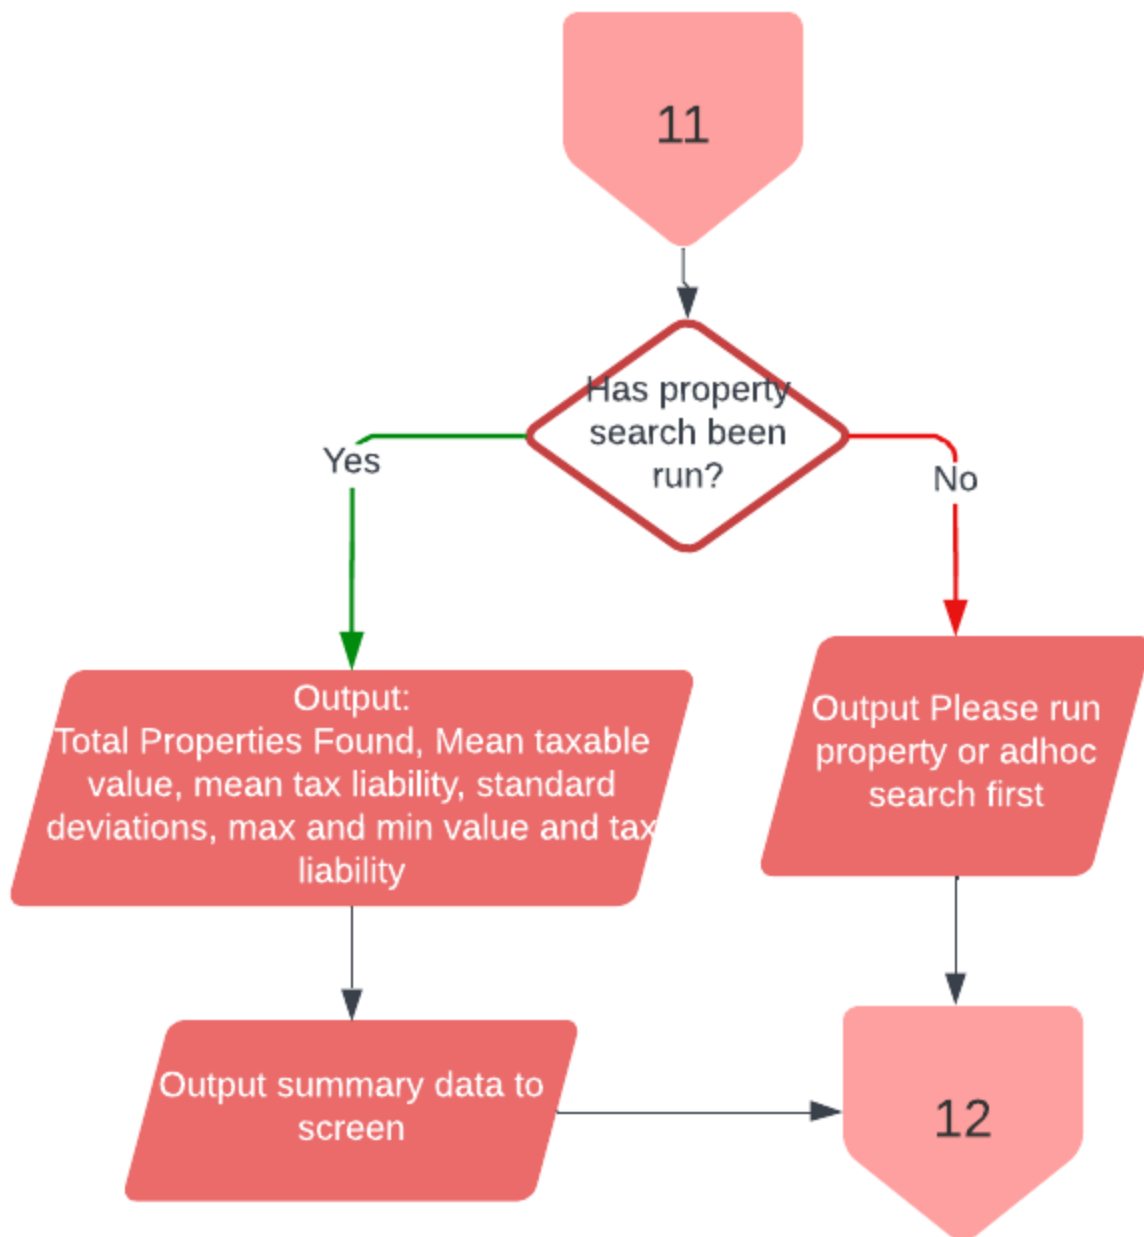 11
Has property
search been
run?
Yes
No
Output:
Total Properties Found, Mean taxable
value, mean tax liability, standard
deviations, max and min value and tax
liability
Output Please run
property or adhoc
search first
Output summary data to
screen
12